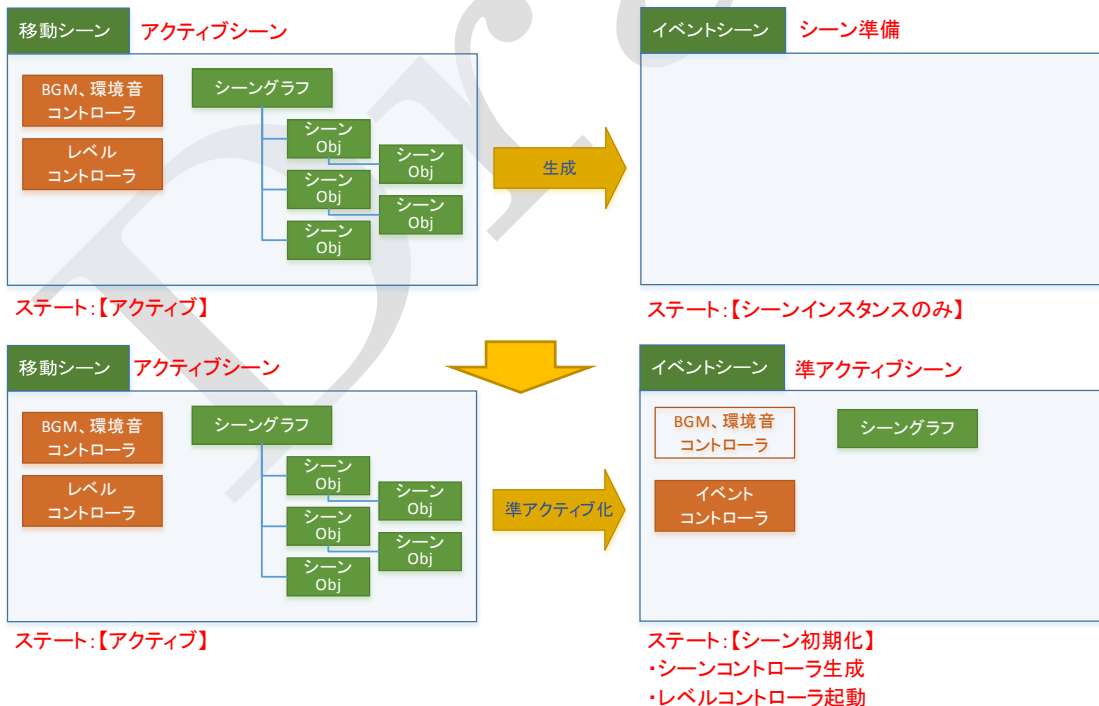 移動シーン
アクティブシーン
BGM、環境音
コントローラ
レベル
コントローラ
シーングラフ
シーン
Obj
シーン
Obj
シーン
Obj
シーン
Obj
シーン
Obj
ステート:【アクティブ】
生成
イベントシーン
シーン準備
ステート:【シーンインスタンスのみ】
移動シーン
アクティブシーン
BGM、環境音
コントローラ
レベル
コントローラ
シーングラフ
シーン
Obj
シーン
Obj
シーン
Obj
シーン
Obj
シーン
Obj
ステート:【アクティブ】
準アクティブ化
イベントシーン
準アクティブシーン
BGM、環境音
コントローラ
イベント
コントローラ
シーングラフ
ステート:【シーン初期化】
・シーンコントローラ生成
・レベルコントローラ起動